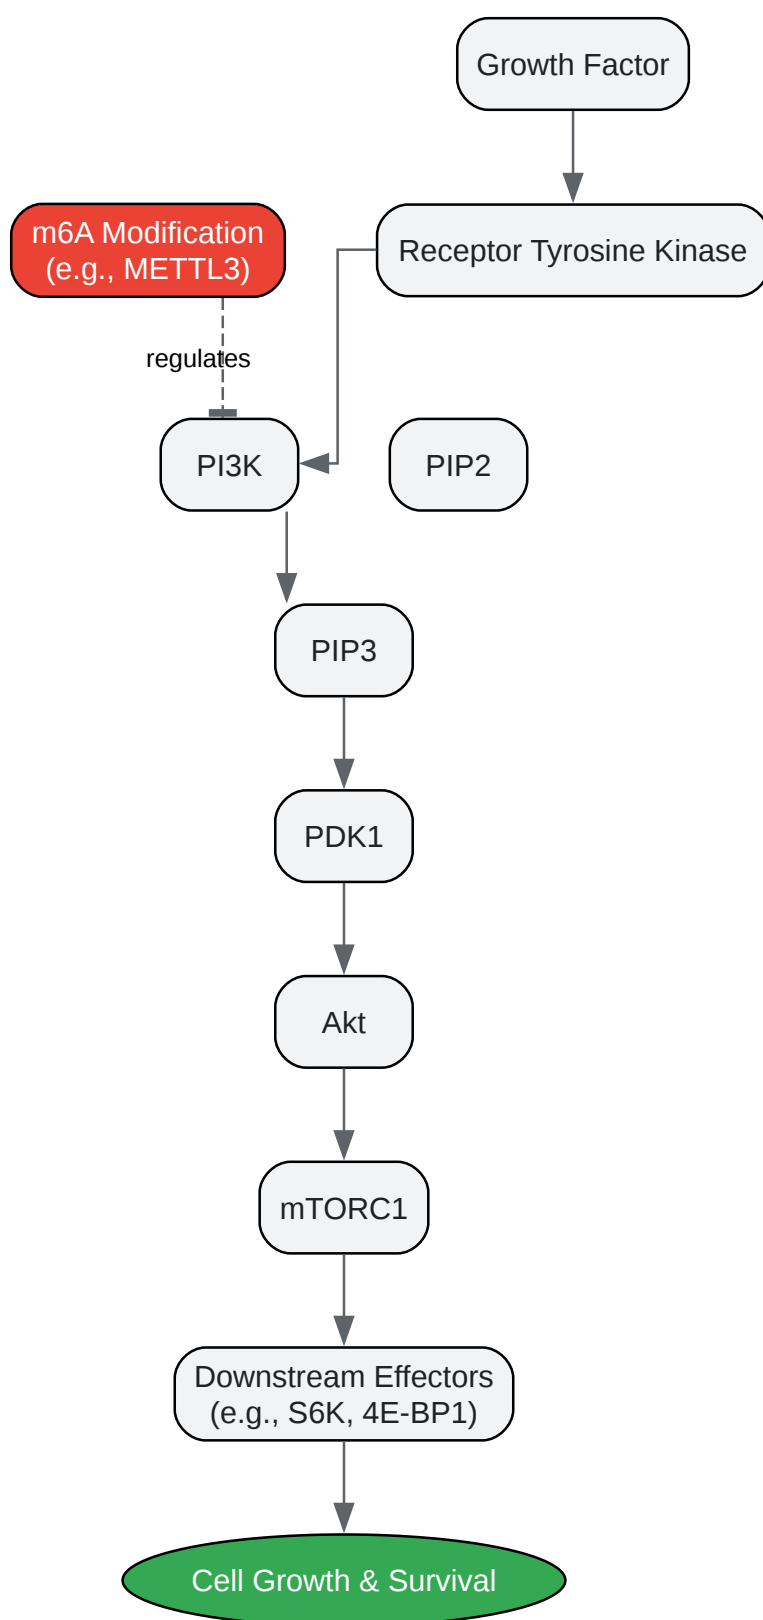 Growth Factor
m6A Modification
(e.g., METTL3)
Receptor Tyrosine Kinase
regulates
PI3K
PIP2
PIP3
PDK1
Akt
mTORC1
Downstream Effectors
(e.g., S6K, 4E-BP1)
Cell Growth & Survival